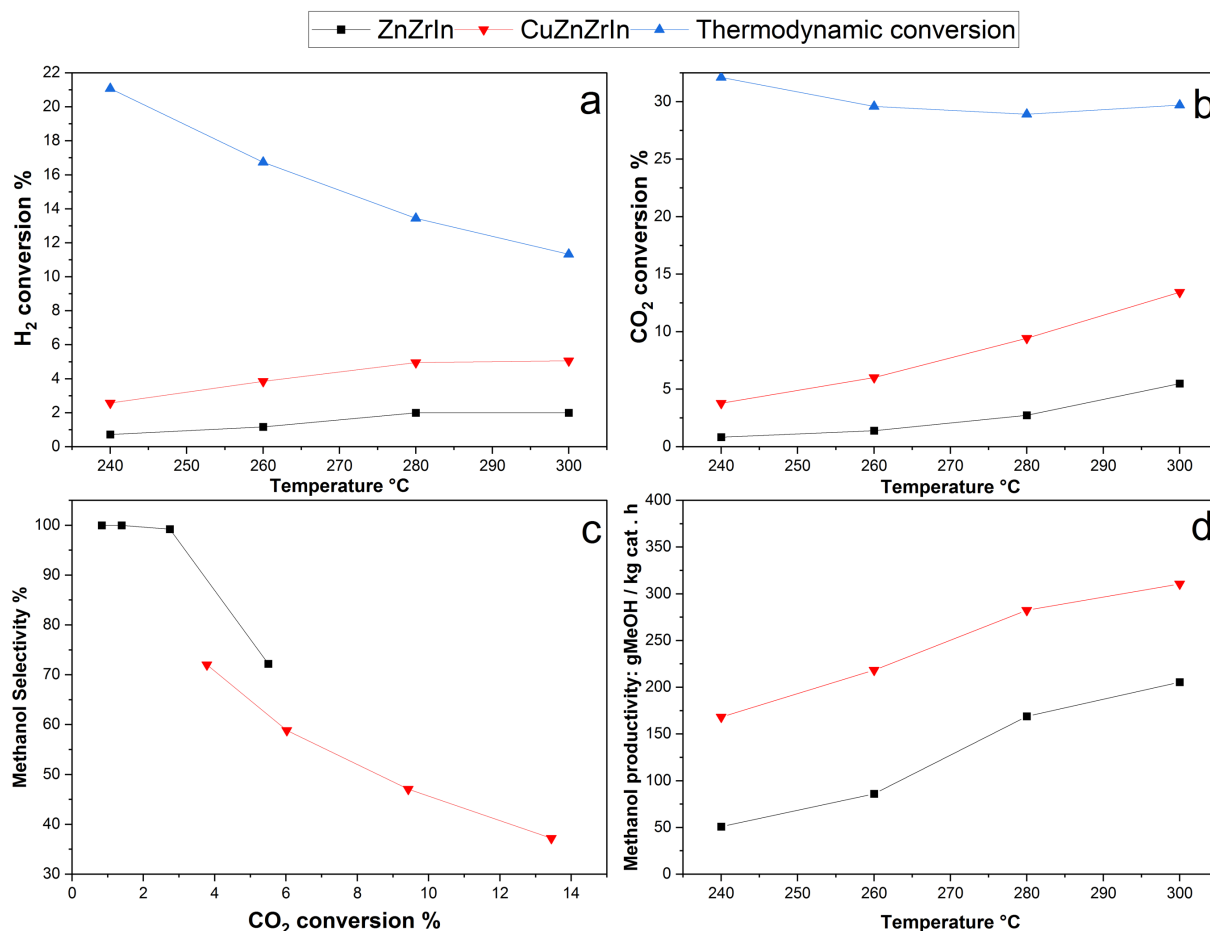 ZnZrIn CuZnZrIn Thermodynamic conversion
a
H₂ conversion %
22
20
18
16
14
12
10
8
6
4
2
0
240 250 260 270 280 290 300
Temperature °C
b
CO₂ conversion %
30
25
20
15
10
5
0
240 250 260 270 280 290 300
Temperature °C
c
Methanol Selectivity %
100
90
80
70
60
50
40
30
0 2 4 6 8 10 12 14
CO₂ conversion %
d
Methanol productivity: gMeOH / kg cat . h
400
350
300
250
200
150
100
50
0
240 250 260 270 280 290 300
Temperature °C